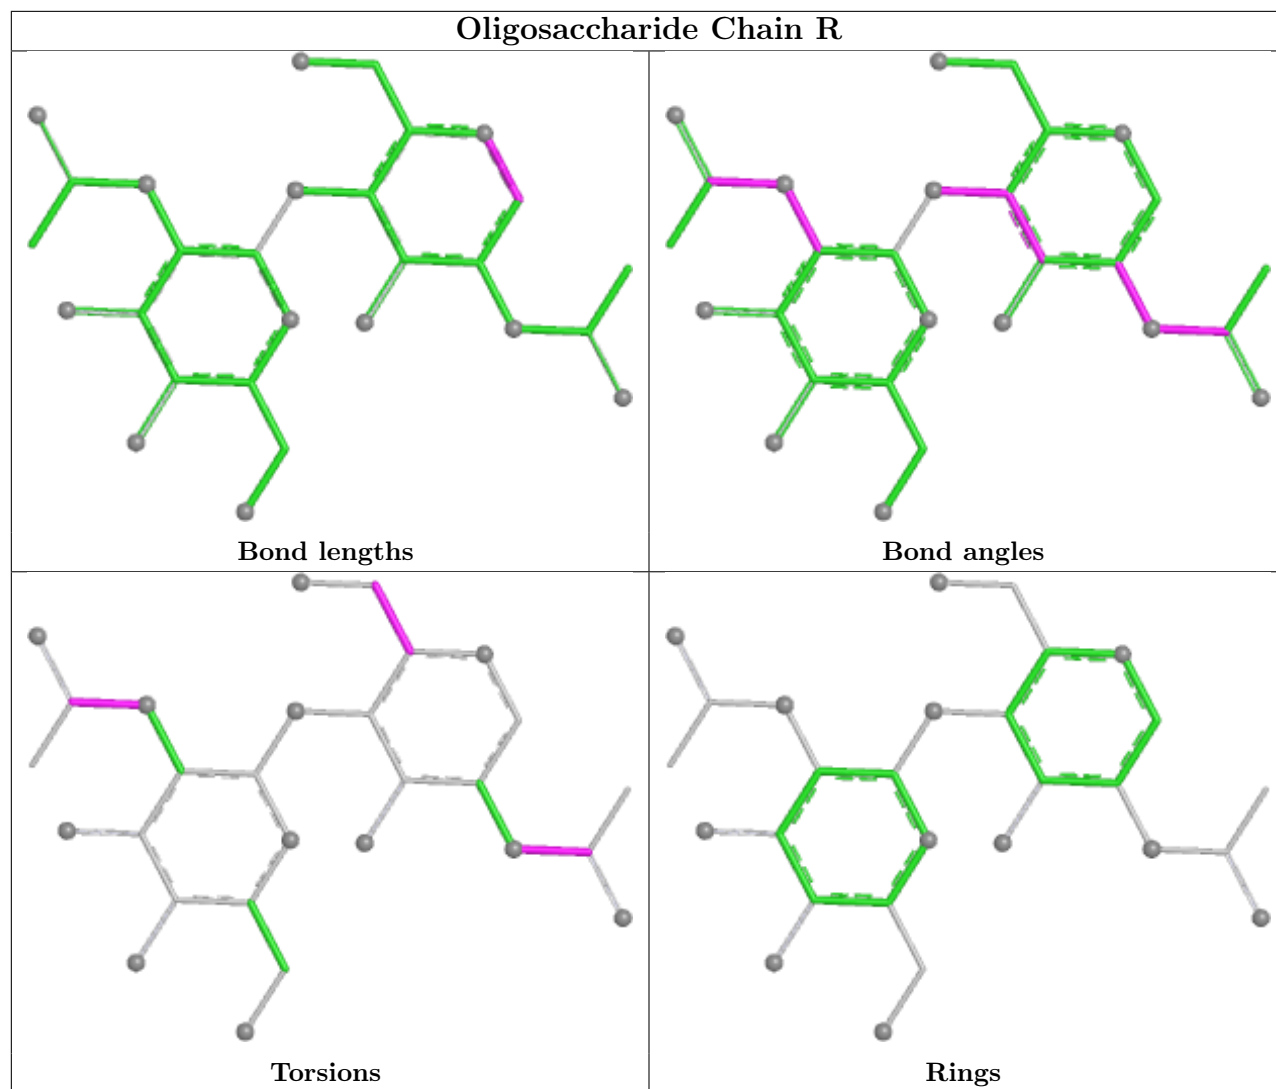 Oligosaccharide Chain R
Bond lengths
Bond angles
Torsions
Rings